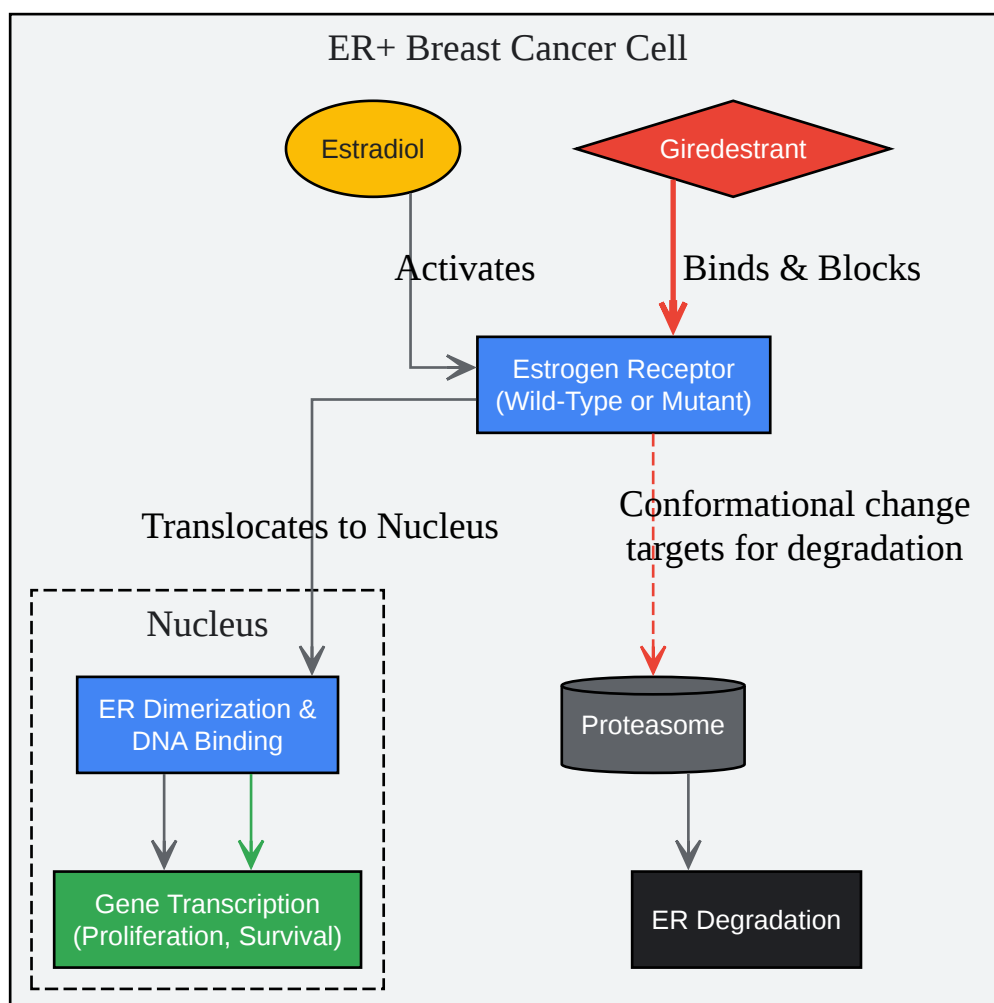 ER+ Breast Cancer Cell
Estradiol
Giredestrant
Activates
Binds & Blocks
Estrogen Receptor
(Wild-Type or Mutant)
Translocates to Nucleus
Conformational change
targets for degradation
Nucleus
ER Dimerization &
DNA Binding
Proteasome
Gene Transcription
(Proliferation, Survival)
ER Degradation